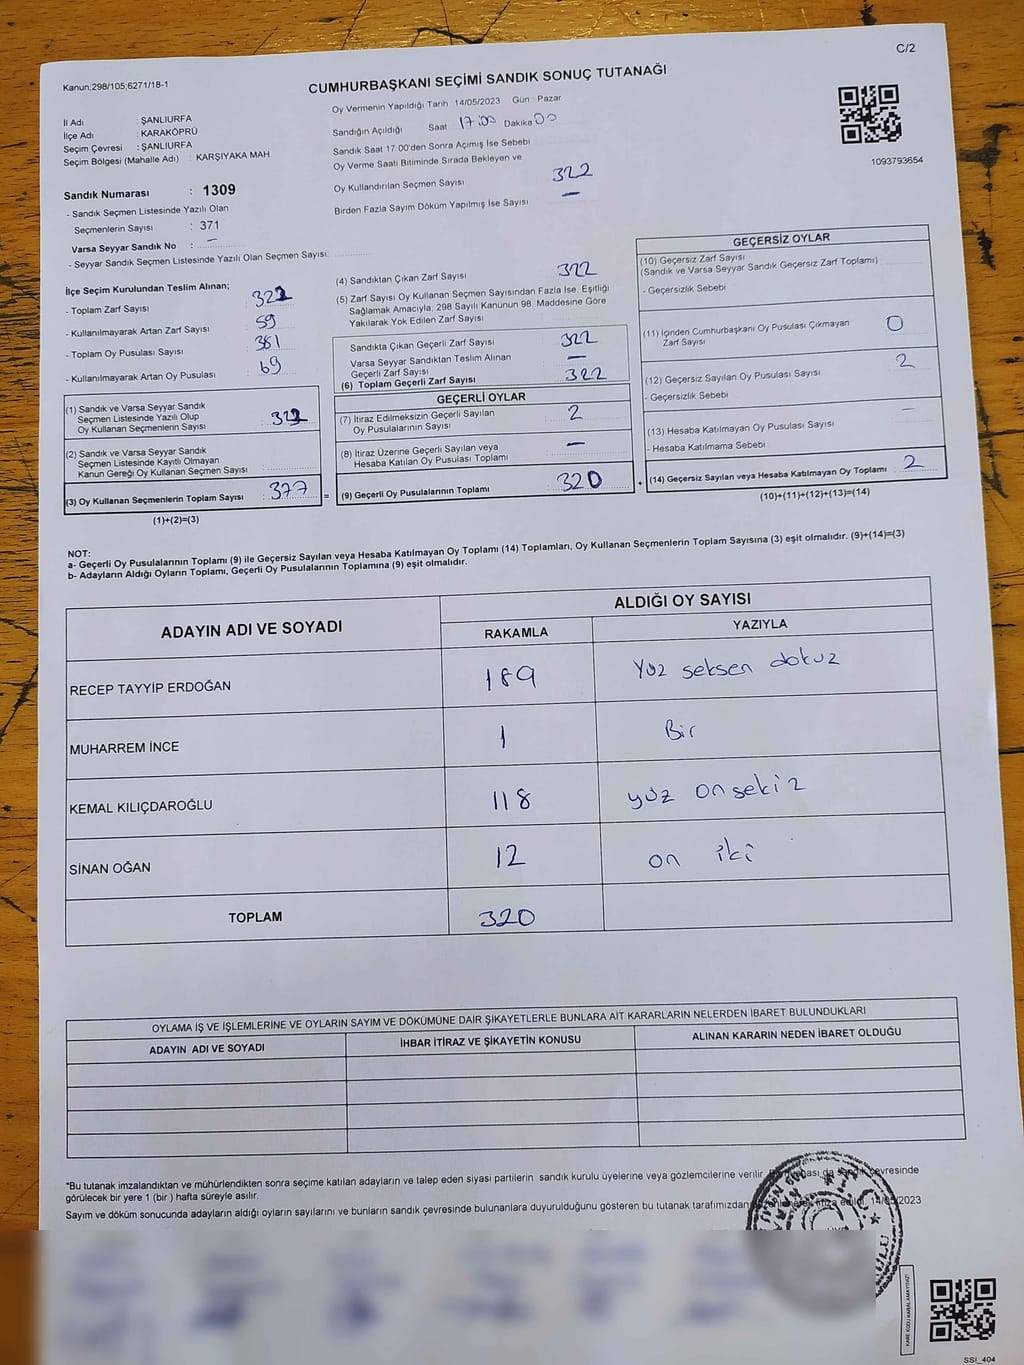 C/2
Kanun;298/105;6271/18-1
CUMHURBAŞKANI SEÇİMİ SANDIK SONUÇ TUTANAĞI
Oy Vermenin Yapıldığı Tarih : 14/05/2023 Gün : Pazar
İl Adı : ŞANLIURFA
İlçe Adı : KARAKÖPRÜ
Seçim Çevresi : ŞANLIURFA
Seçim Bölgesi (Mahalle Adı) : KARŞIYAKA MAH
Sandığın Açıldığı Saat 17:00 Dakika 00
Sandık Saat 17.00'den Sonra Açımış İse Sebebi
Oy Verme Saati Bitiminde Sırada Bekleyen ve
Oy Kullandırılan Seçmen Sayısı 322
Birden Fazla Sayım Döküm Yapılmış İse Sayısı —
1093793654
Sandık Numarası : 1309
- Sandık Seçmen Listesinde Yazılı Olan
Seçmenlerin Sayısı : 371
Varsa Seyyar Sandık No : —
- Seyyar Sandık Seçmen Listesinde Yazılı Olan Seçmen Sayısı:
İlçe Seçim Kurulundan Teslim Alınan;
- Toplam Zarf Sayısı
- Kullanılmayarak Artan Zarf Sayısı : 59
- Toplam Oy Pusulası Sayısı : 381
- Kullanılmayarak Artan Oy Pusulası : 69
(1) Sandık ve Varsa Seyyar Sandık
Seçmen Listesinde Yazılı Olup
Oy Kullanan Seçmenlerin Sayısı : 322
(2) Sandık ve Varsa Seyyar Sandık
Seçmen Listesinde Kayıtlı Olmayan
Kanun Gereği Oy Kullanan Seçmen Sayısı :
(3) Oy Kullanan Seçmenlerin Toplam Sayısı : 377
(1)+(2)=(3)
(4) Sandıktan Çıkan Zarf Sayısı 322
(5) Zarf Sayısı Oy Kullanan Seçmen Sayısından Fazla İse, Eşitliği
Sağlamak Amacıyla; 298 Sayılı Kanunun 98. Maddesine Göre
Yakılarak Yok Edilen Zarf Sayısı
Sandıkta Çıkan Geçerli Zarf Sayısı 322
Varsa Seyyar Sandıktan Teslim Alınan
Geçerli Zarf Sayısı —
(6) Toplam Geçerli Zarf Sayısı 322
GEÇERLİ OYLAR
(7) İtiraz Edilmeksizin Geçerli Sayılan
Oy Pusulalarının Sayısı 2
(8) İtiraz Üzerine Geçerli Sayılan veya
Hesaba Katılan Oy Pusulası Toplamı —
= (9) Geçerli Oy Pusulalarının Toplamı 320
GEÇERSİZ OYLAR
(10) Geçersiz Zarf Sayısı
(Sandık ve Varsa Seyyar Sandık Geçersiz Zarf Toplamı)
- Geçersizlik Sebebi
(11) İçinden Cumhurbaşkanı Oy Pusulası Çıkmayan
Zarf Sayısı 0
(12) Geçersiz Sayılan Oy Pusulası Sayısı 2
- Geçersizlik Sebebi
(13) Hesaba Katılmayan Oy Pusulası Sayısı —
- Hesaba Katılmama Sebebi
+ (14) Geçersiz Sayılan veya Hesaba Katılmayan Oy Toplamı 2
(10)+(11)+(12)+(13)=(14)
NOT:
a- Geçerli Oy Pusulalarının Toplamı (9) ile Geçersiz Sayılan veya Hesaba Katılmayan Oy Toplamı (14) Toplamları, Oy Kullanan Seçmenlerin Toplam Sayısına (3) eşit olmalıdır. (9)+(14)=(3)
b- Adayların Aldığı Oyların Toplamı, Geçerli Oy Pusulalarının Toplamına (9) eşit olmalıdır.
ADAYIN ADI VE SOYADI
ALDIĞI OY SAYISI
RAKAMLA YAZIYLA
RECEP TAYYİP ERDOĞAN 189 Yüz seksen dokuz
MUHARREM İNCE 1 Bir
KEMAL KILIÇDAROĞLU 118 yüz onsekiz
SİNAN OĞAN 12 on iki
TOPLAM 320
OYLAMA İŞ VE İŞLEMLERİNE VE OYLARIN SAYIM VE DÖKÜMÜNE DAİR ŞİKAYETLERLE BUNLARA AİT KARARLARIN NELERDEN İBARET BULUNDUKLARI
ADAYIN ADI VE SOYADI İHBAR İTİRAZ VE ŞİKAYETİN KONUSU ALINAN KARARIN NEDEN İBARET OLDUĞU
*Bu tutanak imzalandıktan ve mühürlendikten sonra seçime katılan adayların ve talep eden siyasi partilerin sandık kurulu üyelerine veya gözlemcilerine verilir. da sandık çevresinde
görülecek bir yere 1 (bir ) hafta süreyle asılır.
Sayım ve döküm sonucunda adayların aldığı oyların sayılarını ve bunların sandık çevresinde bulunanlara duyurulduğunu gösteren bu tutanak tarafımızdan 14/05/2023
KARE KODU KARALAMAYINIZ!
SSI_404